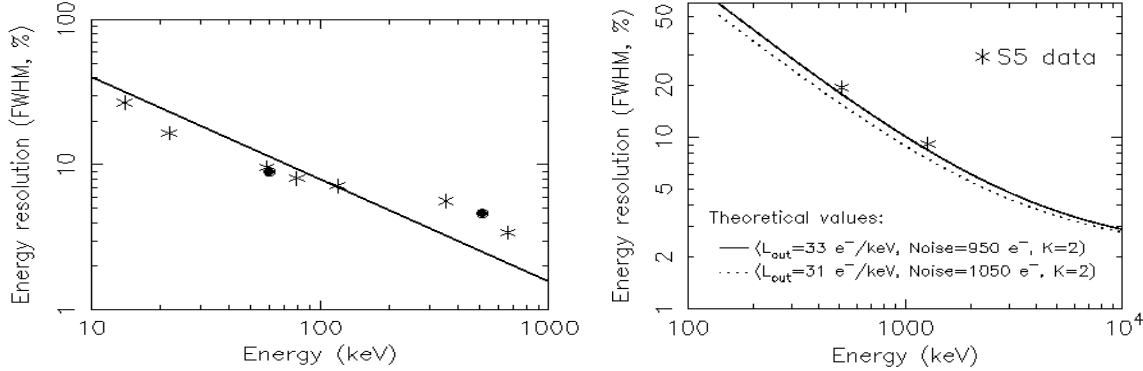 Energy resolution (FWHM, %)
100
10
1
10
100
1000
Energy (keV)
Energy resolution (FWHM, %)
50
20
10
5
2
1
S5 data
Theoretical values:
(L_out=33 e⁻/keV, Noise=950 e⁻, K=2)
(L_out=31 e⁻/keV, Noise=1050 e⁻, K=2)
100
1000
10⁴
Energy (keV)